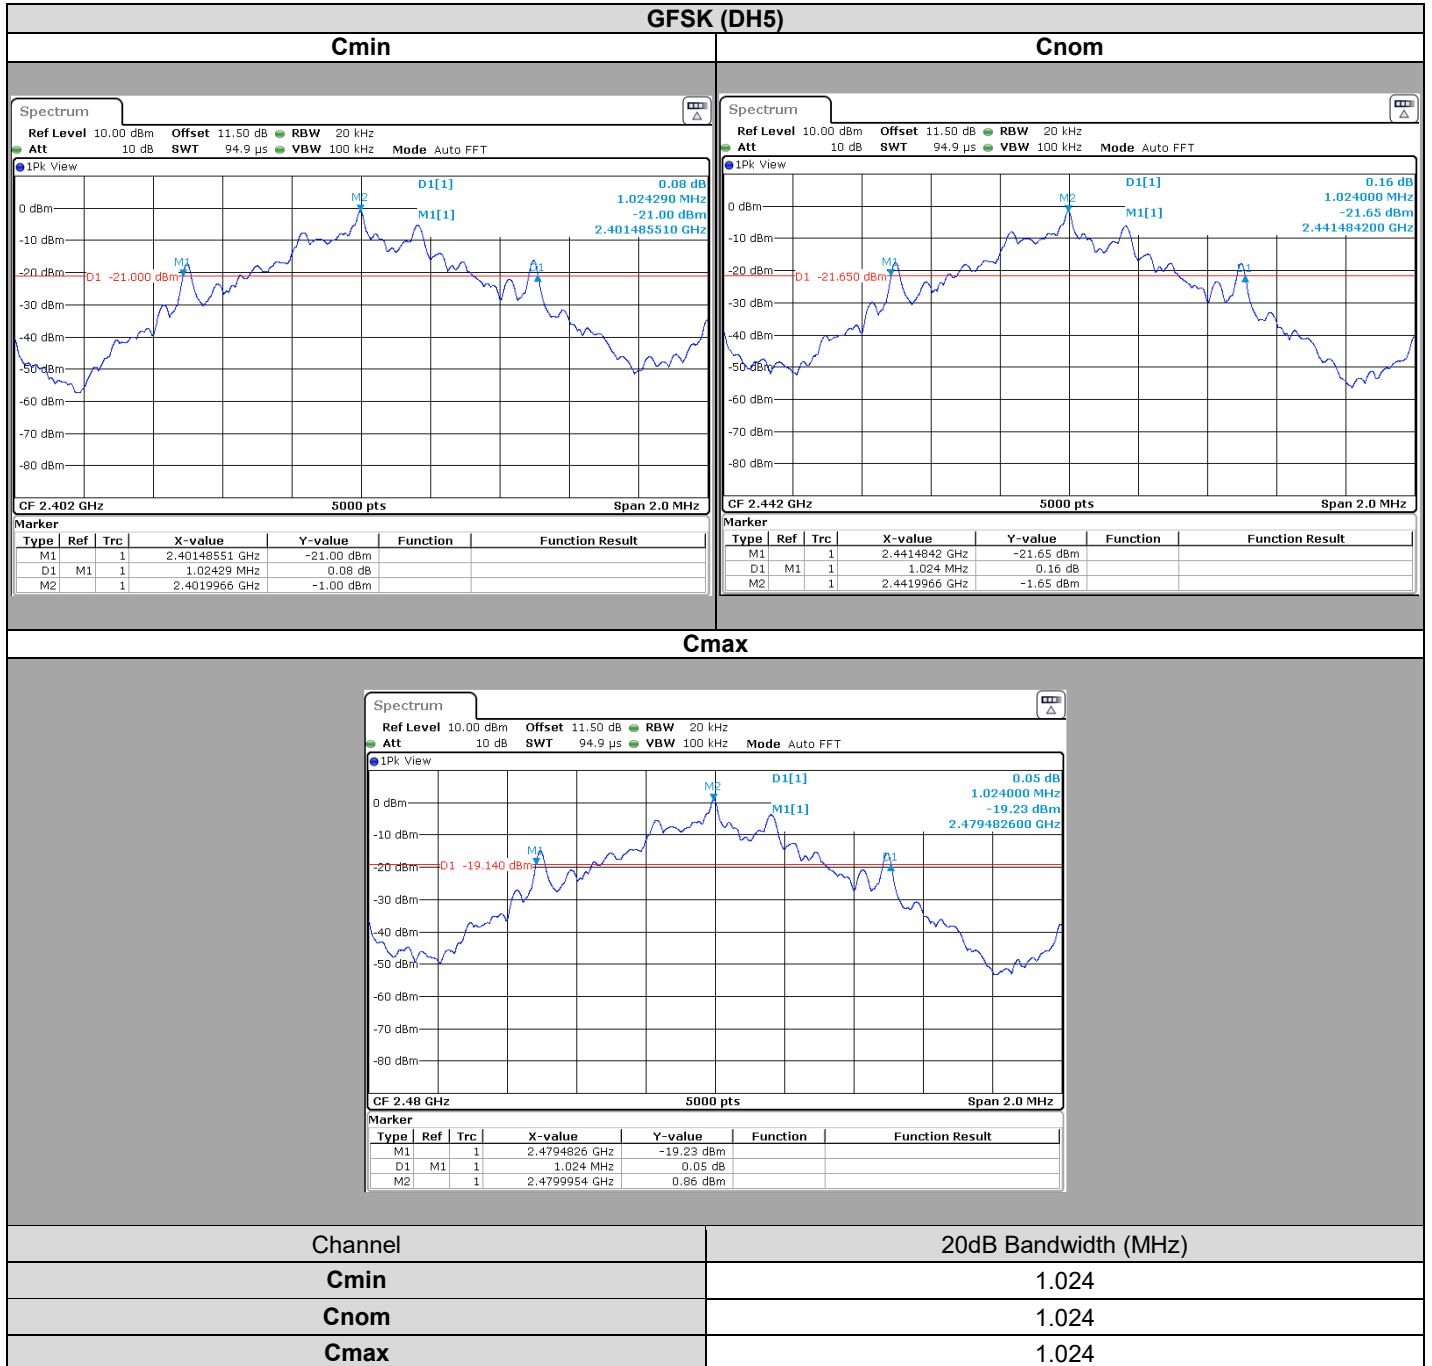 GFSK (DH5)
Cmin
Cnom
Spectrum
Ref Level 10.00 dBm Offset 11.50 dB RBW 20 kHz
Att 10 dB SWT 94.9 µs VBW 100 kHz Mode Auto FFT
1Pk View
D1[1] 0.08 dB
1.024290 MHz
M1[1] -21.00 dBm
2.401485510 GHz
M2
M1
D1
D1 -21.000 dBm
0 dBm
-10 dBm
-20 dBm
-30 dBm
-40 dBm
-50 dBm
-60 dBm
-70 dBm
-80 dBm
CF 2.402 GHz 5000 pts Span 2.0 MHz
Marker
Type Ref Trc X-value Y-value Function Function Result
M1 1 2.40148551 GHz -21.00 dBm
D1 M1 1 1.02429 MHz 0.08 dB
M2 1 2.4019966 GHz -1.00 dBm
Spectrum
Ref Level 10.00 dBm Offset 11.50 dB RBW 20 kHz
Att 10 dB SWT 94.9 µs VBW 100 kHz Mode Auto FFT
1Pk View
D1[1] 0.16 dB
1.024000 MHz
M1[1] -21.65 dBm
2.441484200 GHz
M2
M1
D1
D1 -21.650 dBm
0 dBm
-10 dBm
-20 dBm
-30 dBm
-40 dBm
-50 dBm
-60 dBm
-70 dBm
-80 dBm
CF 2.442 GHz 5000 pts Span 2.0 MHz
Marker
Type Ref Trc X-value Y-value Function Function Result
M1 1 2.4414842 GHz -21.65 dBm
D1 M1 1 1.024 MHz 0.16 dB
M2 1 2.4419966 GHz -1.65 dBm
Cmax
Spectrum
Ref Level 10.00 dBm Offset 11.50 dB RBW 20 kHz
Att 10 dB SWT 94.9 µs VBW 100 kHz Mode Auto FFT
1Pk View
D1[1] 0.05 dB
1.024000 MHz
M1[1] -19.23 dBm
2.479482600 GHz
M2
M1
D1
D1 -19.140 dBm
0 dBm
-10 dBm
-20 dBm
-30 dBm
-40 dBm
-50 dBm
-60 dBm
-70 dBm
-80 dBm
CF 2.48 GHz 5000 pts Span 2.0 MHz
Marker
Type Ref Trc X-value Y-value Function Function Result
M1 1 2.4794826 GHz -19.23 dBm
D1 M1 1 1.024 MHz 0.05 dB
M2 1 2.4799954 GHz 0.86 dBm
Channel 20dB Bandwidth (MHz)
Cmin 1.024
Cnom 1.024
Cmax 1.024